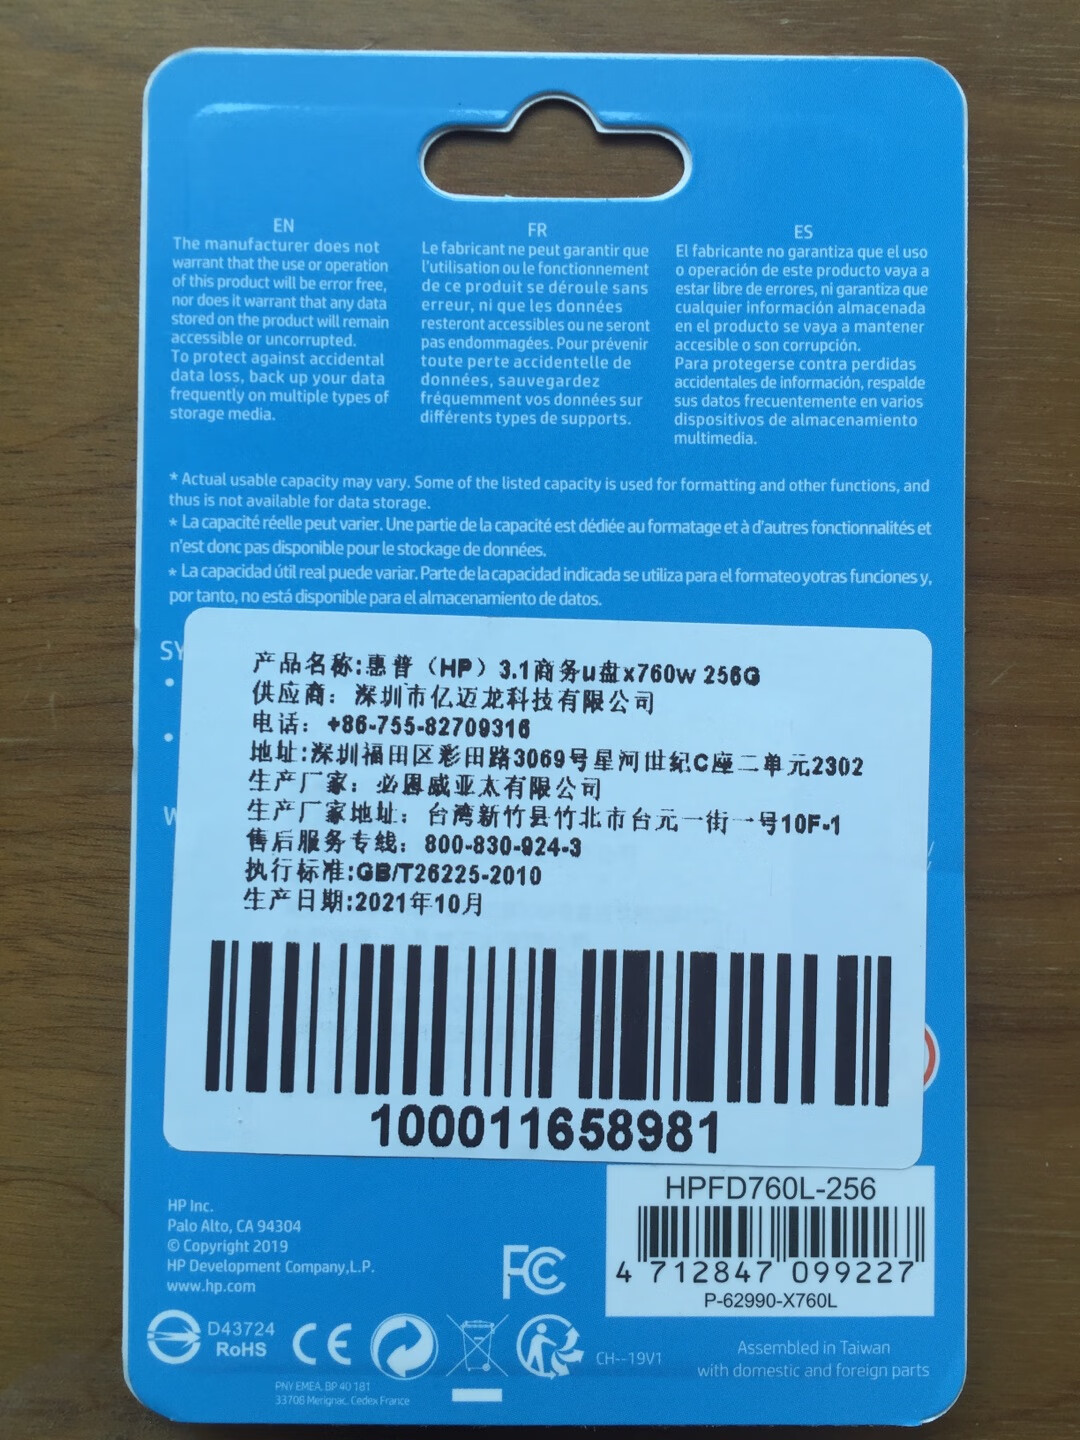 EN
The manufacturer does not
warrant that the use or operation
of this product will be error free,
nor does it warrant that any data
stored on the product will remain
accessible or uncorrupted.
To protect against accidental
data loss, back up your data
frequently on multiple types of
storage media.
FR
Le fabricant ne peut garantir que
l'utilisation ou le fonctionnement
de ce produit se déroule sans
erreur, ni que les données
resteront accessibles ou ne seront
pas endommagées. Pour prévenir
toute perte accidentelle de
données, sauvegardez
fréquemment vos données sur
différents types de supports.
ES
El fabricante no garantiza que el uso
o operación de este producto vaya a
estar libre de errores, ni garantiza que
cualquier información almacenada
en el producto se vaya a mantener
accesible o son corrupción.
Para protegerse contra perdidas
accidentales de información, respalde
sus datos frecuentemente en varios
dispositivos de almacenamiento
multimedia.
* Actual usable capacity may vary. Some of the listed capacity is used for formatting and other functions, and
thus is not available for data storage.
* La capacité réelle peut varier. Une partie de la capacité est dédiée au formatage et à d'autres fonctionnalités et
n'est donc pas disponible pour le stockage de données.
* La capacidad útil real puede variar. Parte de la capacidad indicada se utiliza para el formateo yotras funciones y,
por tanto, no está disponible para el almacenamiento de datos.
SY
W
产品名称:惠普（HP）3.1商务u盘x760w 256G
供应商：深圳市亿迈龙科技有限公司
电话：+86-755-82709316
地址:深圳福田区彩田路3069号星河世纪C座二单元2302
生产厂家：必恩威亚太有限公司
生产厂家地址：台湾新竹县竹北市台元一街一号10F-1
售后服务专线：800-830-924-3
执行标准:GB/T26225-2010
生产日期:2021年10月
100011658981
HP Inc.
Palo Alto, CA 94304
© Copyright 2019
HP Development Company,L.P.
www.hp.com
FC
HPFD760L-256
4 712847 099227
P-62990-X760L
D43724
RoHS
CE
CH--19V1
Assembled in Taiwan
with domestic and foreign parts
PNY EMEA, BP 40 181
33708 Merignac, Cedex France